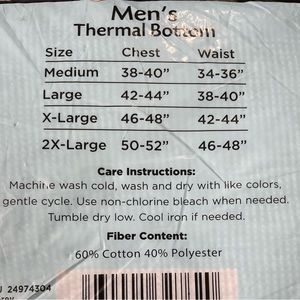 Men's
Thermal Bottom
Size Chest Waist
Medium 38-40" 34-36"
Large 42-44" 38-40"
X-Large 46-48" 42-44"
2X-Large 50-52" 46-48"
Care Instructions:
Machine wash cold, wash and dry with like colors,
gentle cycle. Use non-chlorine bleach when needed.
Tumble dry low. Cool iron if needed.
Fiber Content:
60% Cotton 40% Polyester
24974304